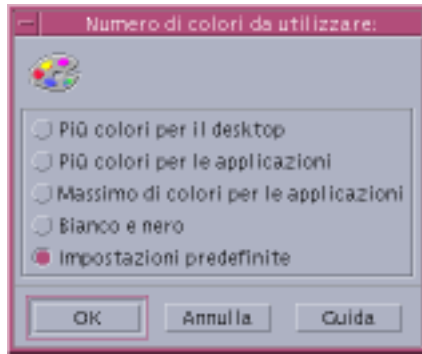 Numero di colori da utilizzare:
Più colori per il desktop
Più colori per le applicazioni
Massimo di colori per le applicazioni
Bianco e nero
Impostazioni predefinite
OK Annulla Guida